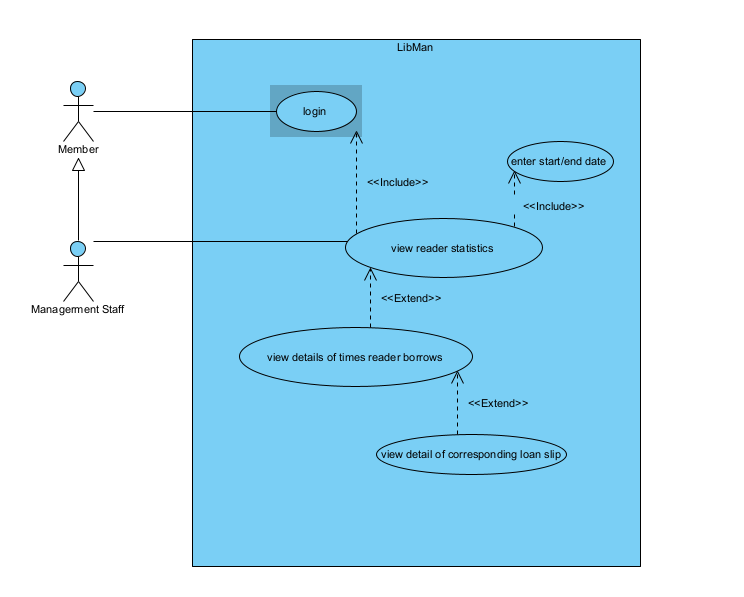 LibMan
login
Member
enter start/end date
<<Include>>
<<Include>>
view reader statistics
<<Extend>>
Management Staff
view details of times reader borrows
<<Extend>>
view detail of corresponding loan slip